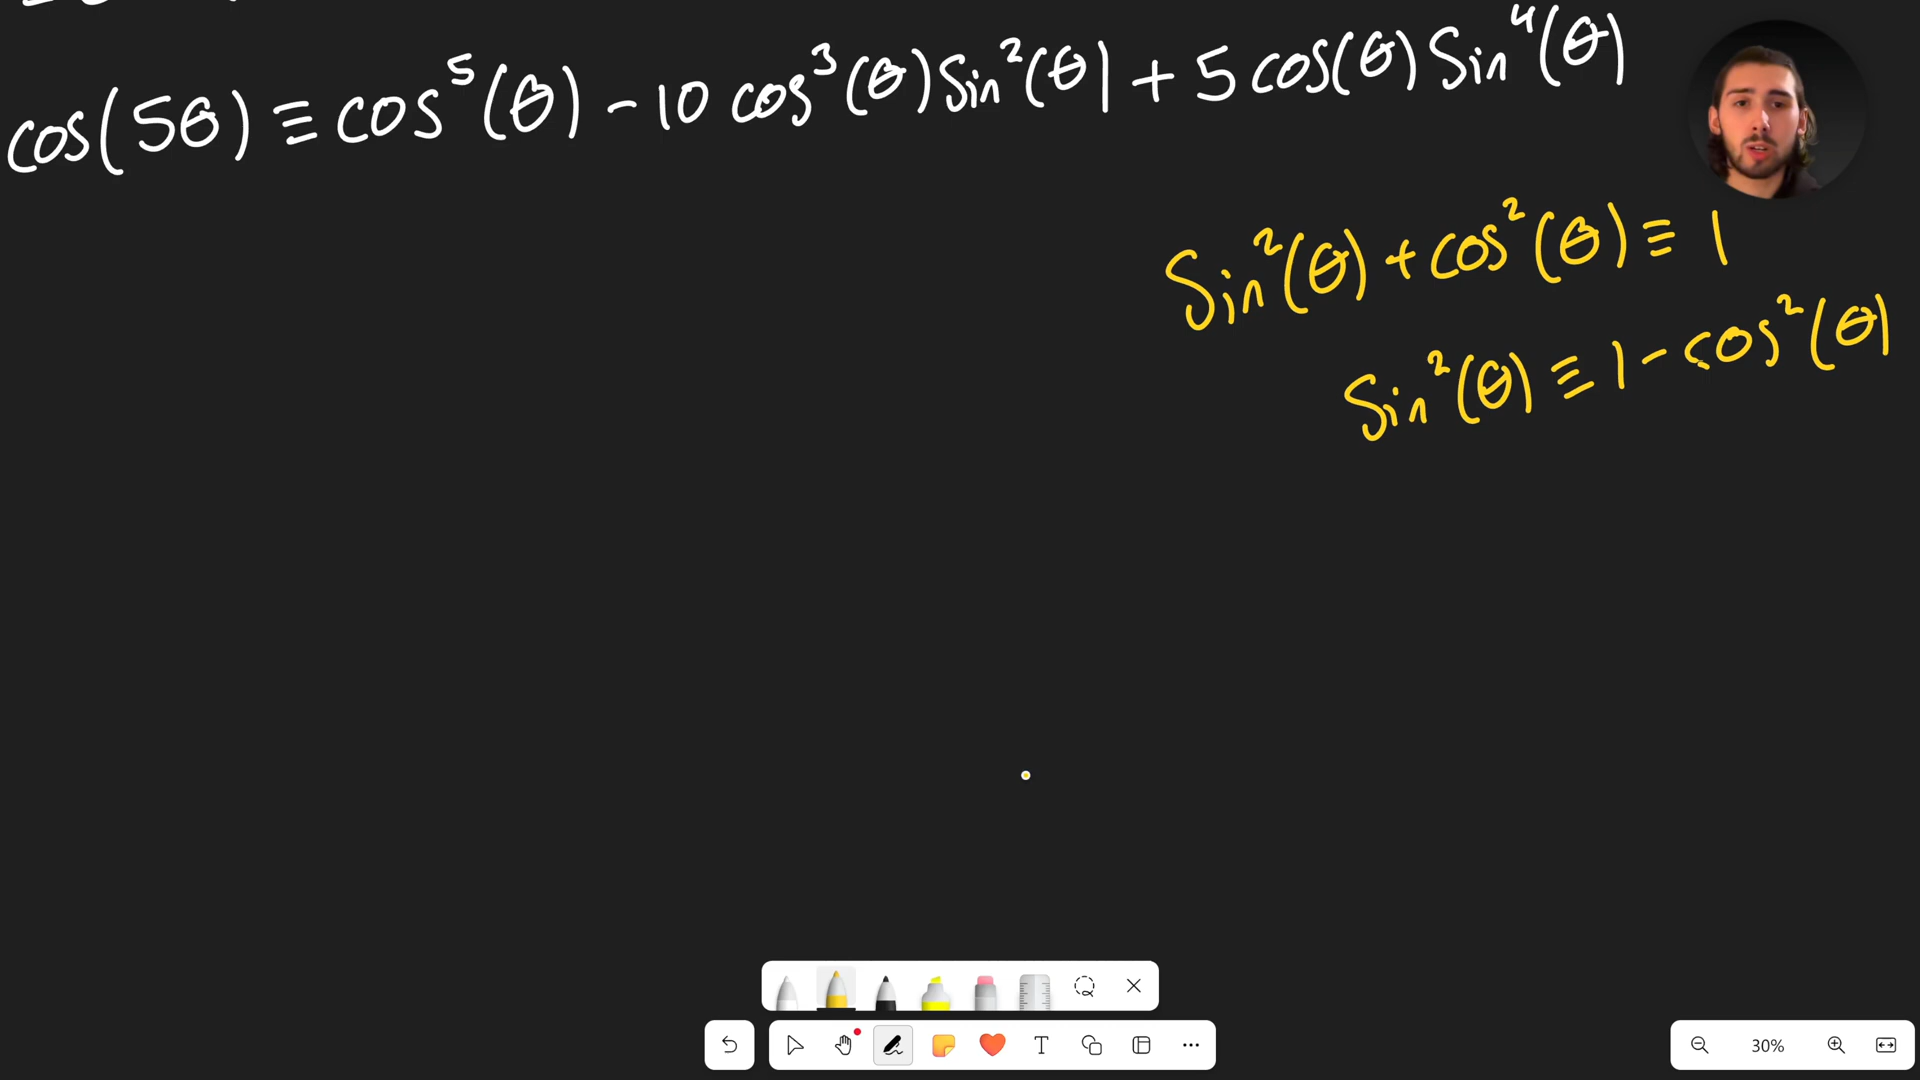 cos(5θ) ≡ cos⁵(θ) - 10 cos³(θ) Sin²(θ) + 5 cos(θ) Sin⁴(θ)
Sin²(θ) + cos²(θ) ≡ 1
Sin²(θ) ≡ 1 - cos²(θ)
T
30%